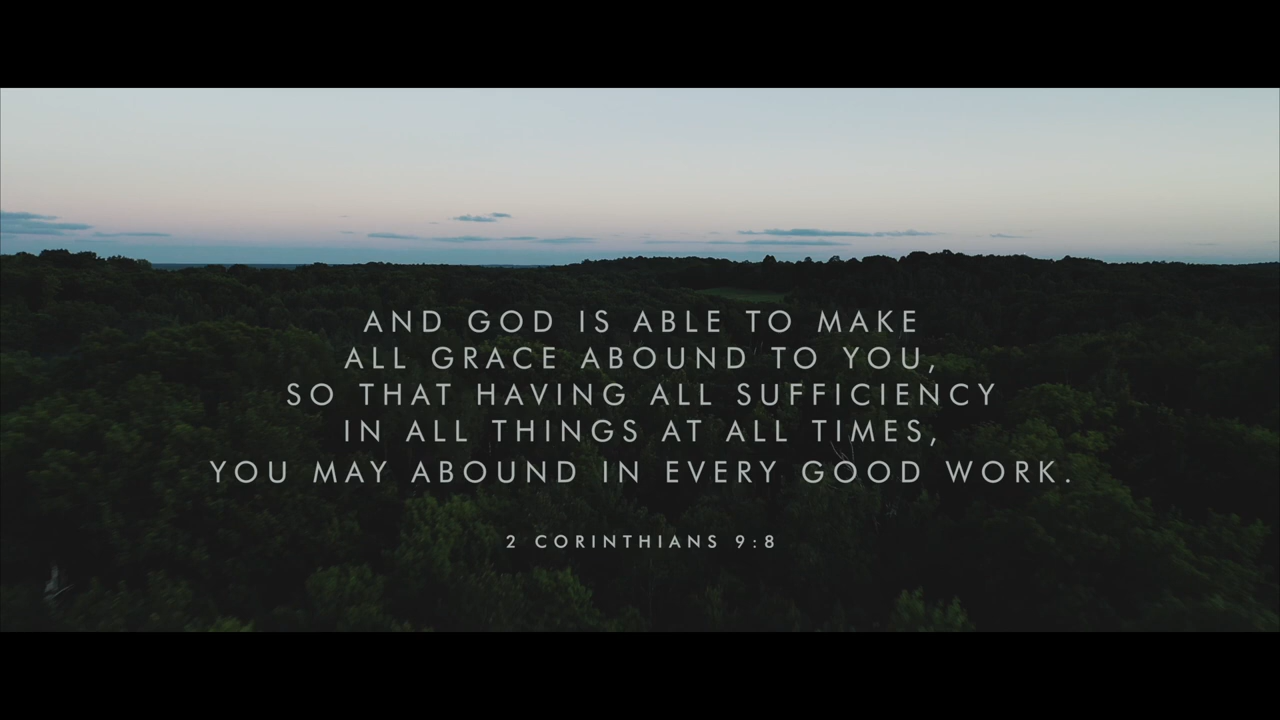 AND GOD IS ABLE TO MAKE
ALL GRACE ABOUND TO YOU,
SO THAT HAVING ALL SUFFICIENCY
IN ALL THINGS AT ALL TIMES,
YOU MAY ABOUND IN EVERY GOOD WORK.
2 CORINTHIANS 9:8